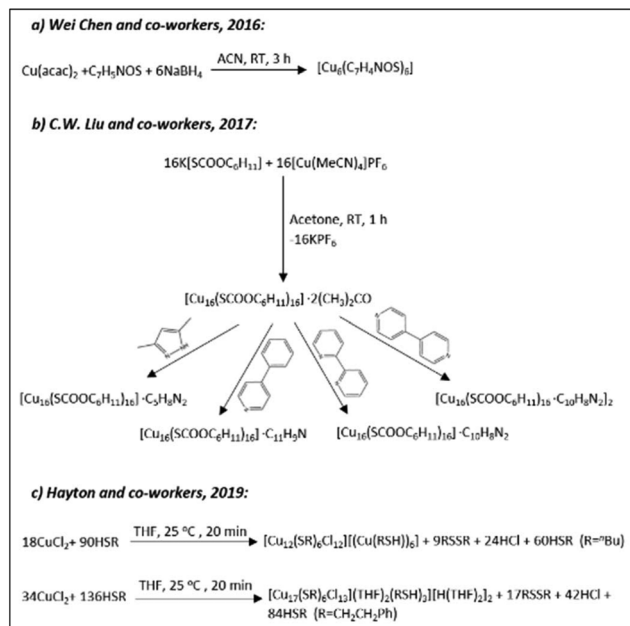 a) Wei Chen and co-workers, 2016:
Cu(acac)₂ +C₇H₅NOS + 6NaBH₄ ACN, RT, 3 h [Cu₆(C₇H₄NOS)₆]
b) C.W. Liu and co-workers, 2017:
16K[SCOOC₆H₁₁] + 16[Cu(MeCN)₄]PF₆
Acetone, RT, 1 h
-16KPF₆
[Cu₁₆(SCOOC₆H₁₁)₁₆]·2(CH₃)₂CO
[Cu₁₆(SCOOC₆H₁₁)₁₆]·C₅H₈N₂
[Cu₁₆(SCOOC₆H₁₁)₁₆]·C₁₁H₉N
[Cu₁₆(SCOOC₆H₁₁)₁₆]·C₁₀H₈N₂
[Cu₁₆(SCOOC₆H₁₁)₁₆·C₁₀H₈N₂]₂
c) Hayton and co-workers, 2019:
THF, 25 °C , 20 min
18CuCl₂+ 90HSR [Cu₁₂(SR)₆Cl₁₂][(Cu(RSH))₆] + 9RSSR + 24HCl + 60HSR (R=ⁿBu)
THF, 25 °C , 20 min
34CuCl₂+ 136HSR [Cu₁₇(SR)₆Cl₁₃](THF)₂(RSH)₃][H(THF)₂]₂ + 17RSSR + 42HCl +
84HSR (R=CH₂CH₂Ph)